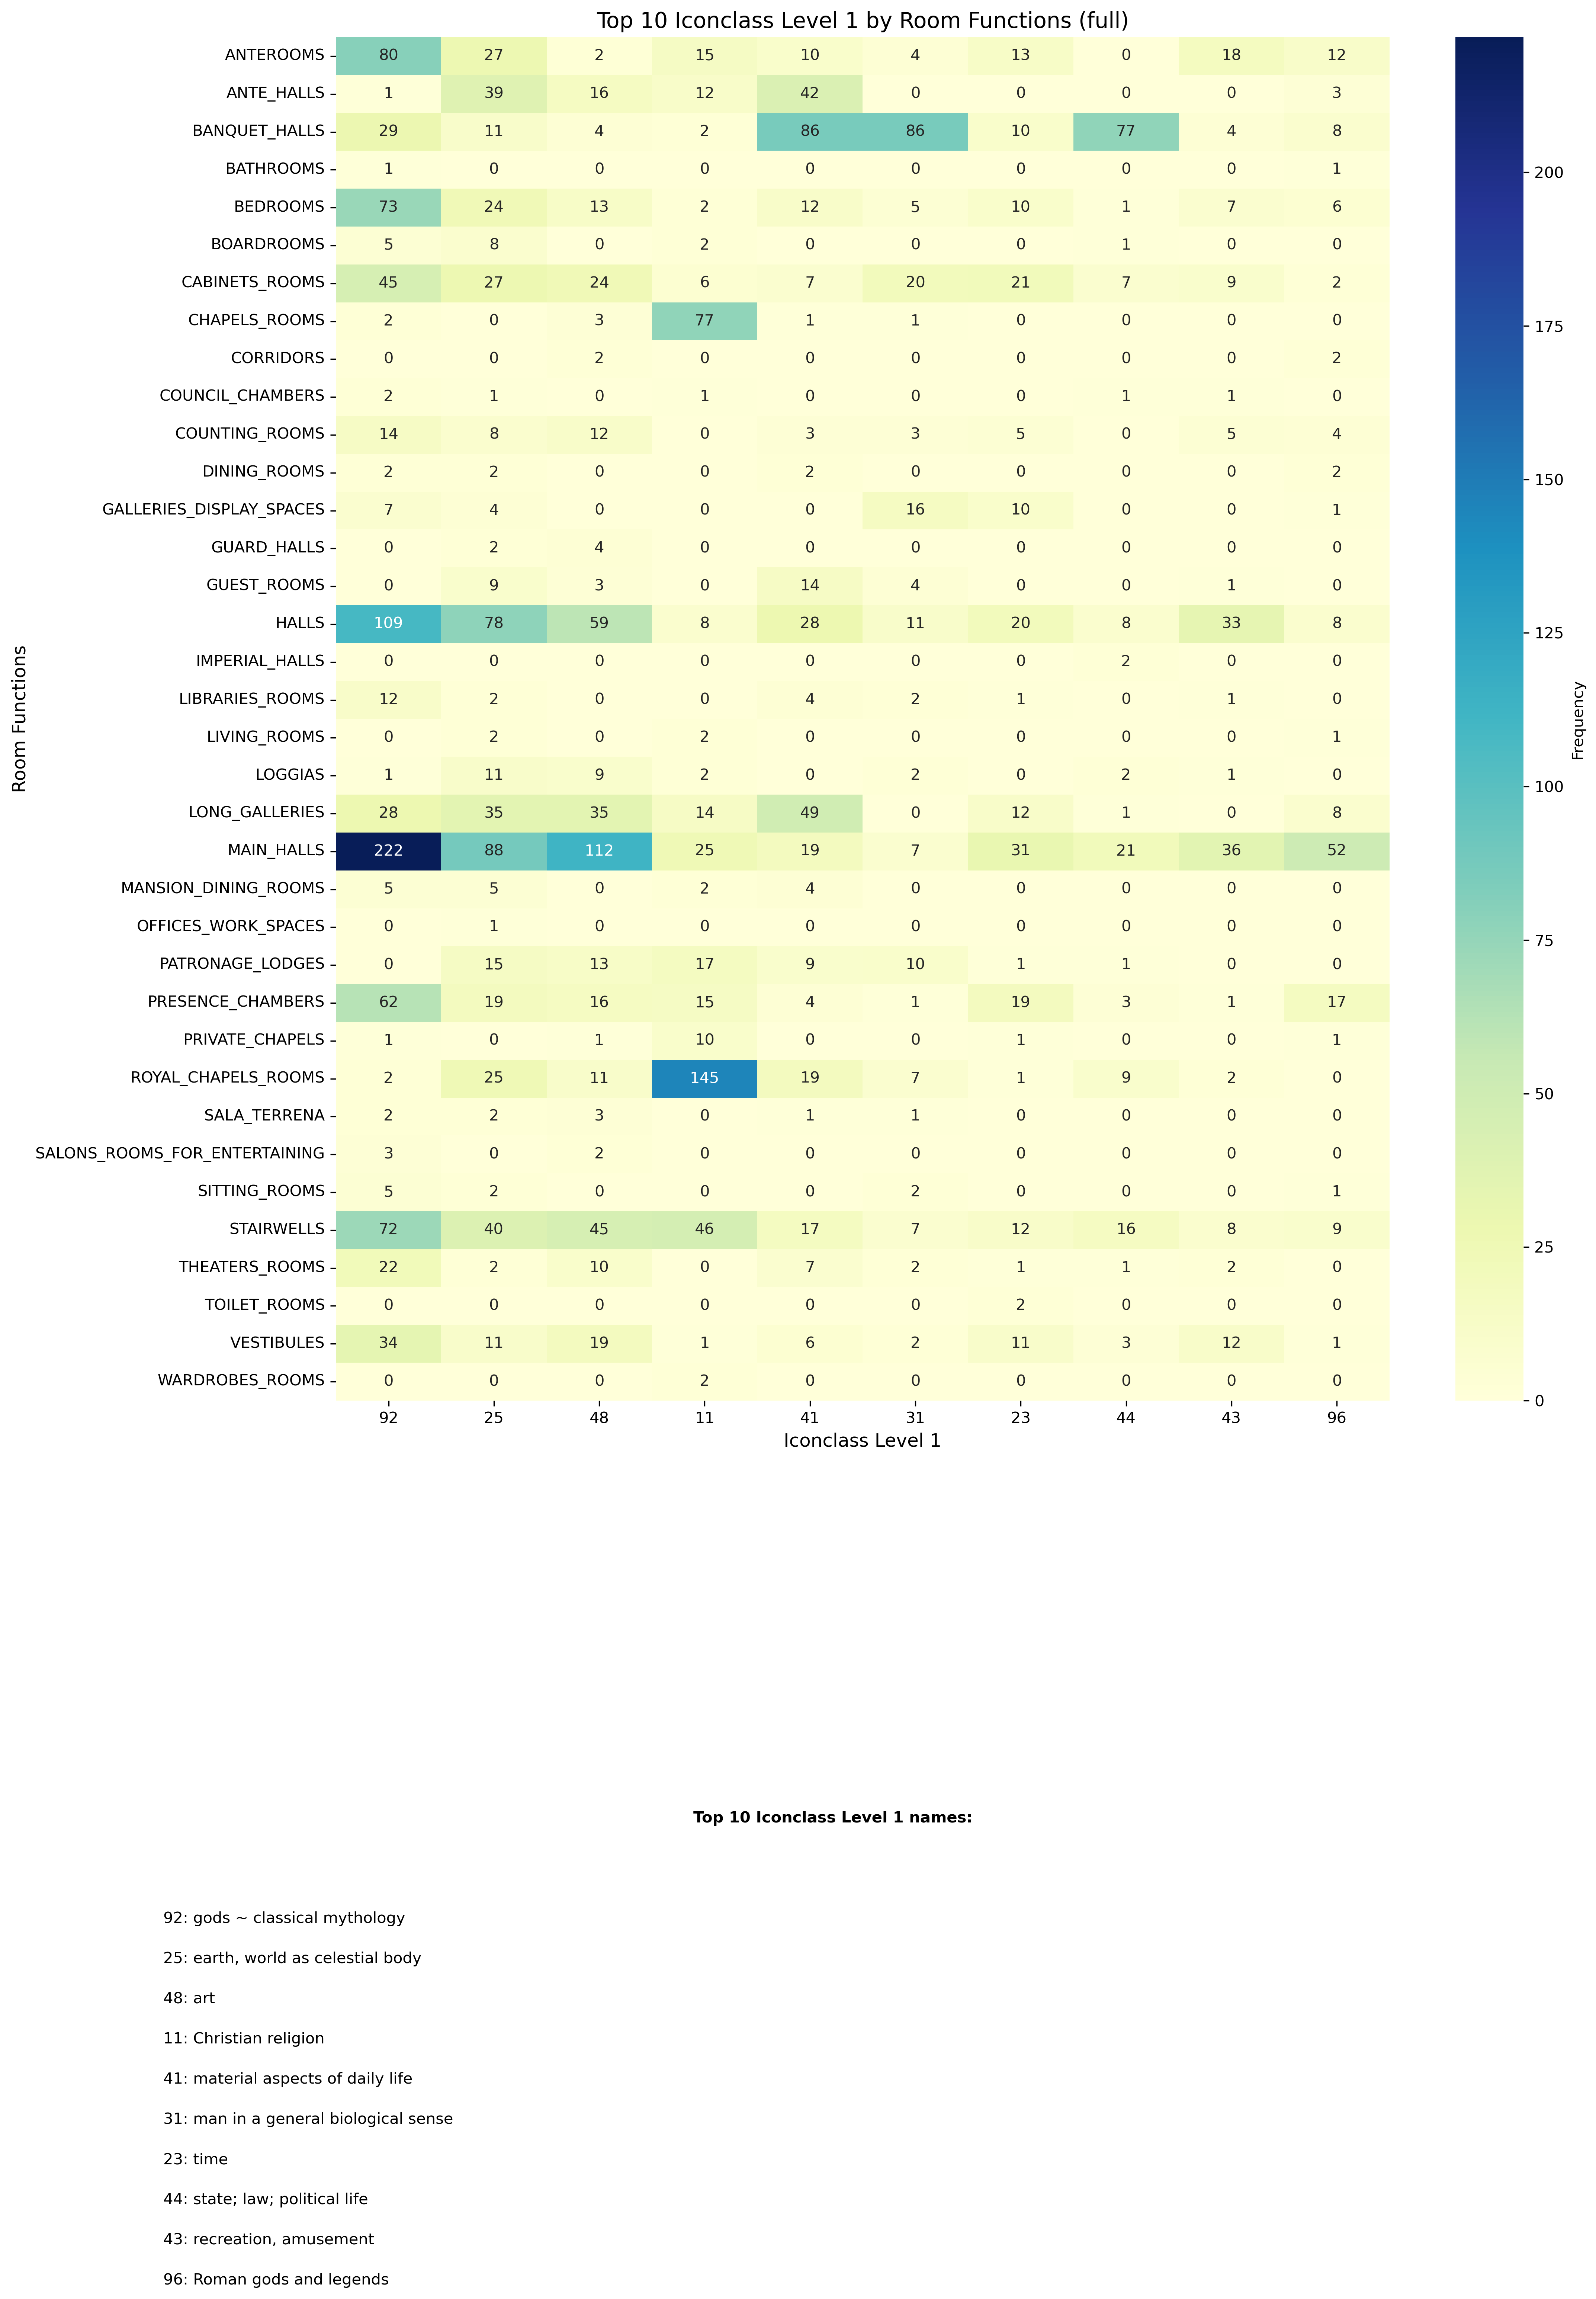 Top 10 Iconclass Level 1 by Room Functions (full)
ANTEROOMS 80 27 2 15 10 4 13 0 18 12
ANTE_HALLS 1 39 16 12 42 0 0 0 0 3
BANQUET_HALLS 29 11 4 2 86 86 10 77 4 8
BATHROOMS 1 0 0 0 0 0 0 0 0 1
BEDROOMS 73 24 13 2 12 5 10 1 7 6
BOARDROOMS 5 8 0 2 0 0 0 1 0 0
CABINETS_ROOMS 45 27 24 6 7 20 21 7 9 2
CHAPELS_ROOMS 2 0 3 77 1 1 0 0 0 0
CORRIDORS 0 0 2 0 0 0 0 0 0 2
COUNCIL_CHAMBERS 2 1 0 1 0 0 0 1 1 0
COUNTING_ROOMS 14 8 12 0 3 3 5 0 5 4
DINING_ROOMS 2 2 0 0 2 0 0 0 0 2
GALLERIES_DISPLAY_SPACES 7 4 0 0 0 16 10 0 0 1
GUARD_HALLS 0 2 4 0 0 0 0 0 0 0
GUEST_ROOMS 0 9 3 0 14 4 0 0 1 0
HALLS 109 78 59 8 28 11 20 8 33 8
IMPERIAL_HALLS 0 0 0 0 0 0 0 2 0 0
LIBRARIES_ROOMS 12 2 0 0 4 2 1 0 1 0
LIVING_ROOMS 0 2 0 2 0 0 0 0 0 1
LOGGIAS 1 11 9 2 0 2 0 2 1 0
LONG_GALLERIES 28 35 35 14 49 0 12 1 0 8
MAIN_HALLS 222 88 112 25 19 7 31 21 36 52
MANSION_DINING_ROOMS 5 5 0 2 4 0 0 0 0 0
OFFICES_WORK_SPACES 0 1 0 0 0 0 0 0 0 0
PATRONAGE_LODGES 0 15 13 17 9 10 1 1 0 0
PRESENCE_CHAMBERS 62 19 16 15 4 1 19 3 1 17
PRIVATE_CHAPELS 1 0 1 10 0 0 1 0 0 1
ROYAL_CHAPELS_ROOMS 2 25 11 145 19 7 1 9 2 0
SALA_TERRENA 2 2 3 0 1 1 0 0 0 0
SALONS_ROOMS_FOR_ENTERTAINING 3 0 2 0 0 0 0 0 0 0
SITTING_ROOMS 5 2 0 0 0 2 0 0 0 1
STAIRWELLS 72 40 45 46 17 7 12 16 8 9
THEATERS_ROOMS 22 2 10 0 7 2 1 1 2 0
TOILET_ROOMS 0 0 0 0 0 0 2 0 0 0
VESTIBULES 34 11 19 1 6 2 11 3 12 1
WARDROBES_ROOMS 0 0 0 2 0 0 0 0 0 0
92 25 48 11 41 31 23 44 43 96
Iconclass Level 1
Room Functions
200
175
150
125
100
75
50
25
0
Frequency
Top 10 Iconclass Level 1 names:
92: gods ~ classical mythology
25: earth, world as celestial body
48: art
11: Christian religion
41: material aspects of daily life
31: man in a general biological sense
23: time
44: state; law; political life
43: recreation, amusement
96: Roman gods and legends